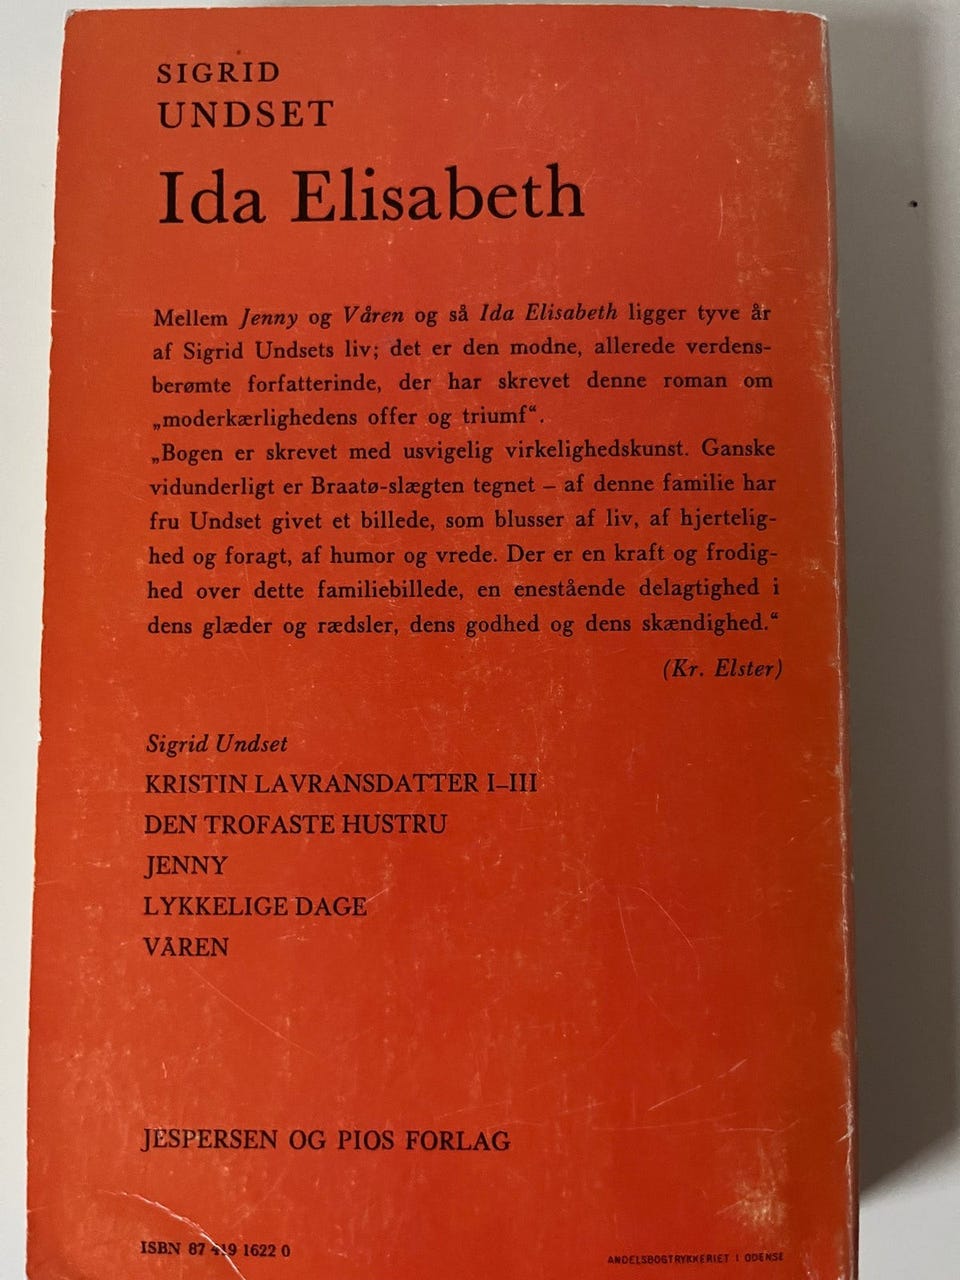 SIGRID
UNDSET
Ida Elisabeth
Mellem Jenny og Våren og så Ida Elisabeth ligger tyve år
af Sigrid Undsets liv; det er den modne, allerede verdens-
berømte forfatterinde, der har skrevet denne roman om
„moderkærlighedens offer og triumf“.
„Bogen er skrevet med usvigelig virkelighedskunst. Ganske
vidunderligt er Braatø-slægten tegnet – af denne familie har
fru Undset givet et billede, som blusser af liv, af hjertelig-
hed og foragt, af humor og vrede. Der er en kraft og frodig-
hed over dette familiebillede, en enestående delagtighed i
dens glæder og rædsler, dens godhed og dens skændighed.“
(Kr. Elster)
Sigrid Undset
KRISTIN LAVRANSDATTER I–III
DEN TROFASTE HUSTRU
JENNY
LYKKELIGE DAGE
VÅREN
JESPERSEN OG PIOS FORLAG
ISBN 87 419 1622 0
ANDELSBOGTRYKKERIET I ODENSE